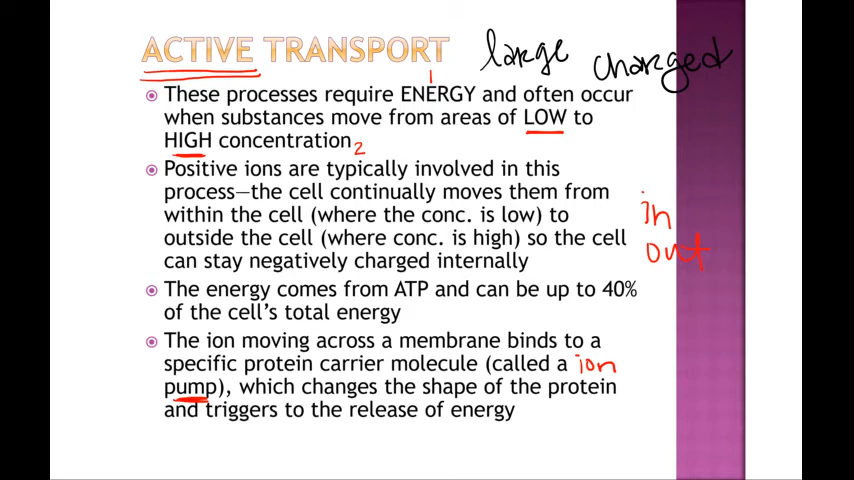 ACTIVE TRANSPORT large charged
1
These processes require ENERGY and often occur
when substances move from areas of LOW to
HIGH concentration 2
Positive ions are typically involved in this
process—the cell continually moves them from
within the cell (where the conc. is low) to
outside the cell (where conc. is high) so the cell
can stay negatively charged internally
in
out
The energy comes from ATP and can be up to 40%
of the cell's total energy
The ion moving across a membrane binds to a
specific protein carrier molecule (called a ion
pump), which changes the shape of the protein
and triggers to the release of energy